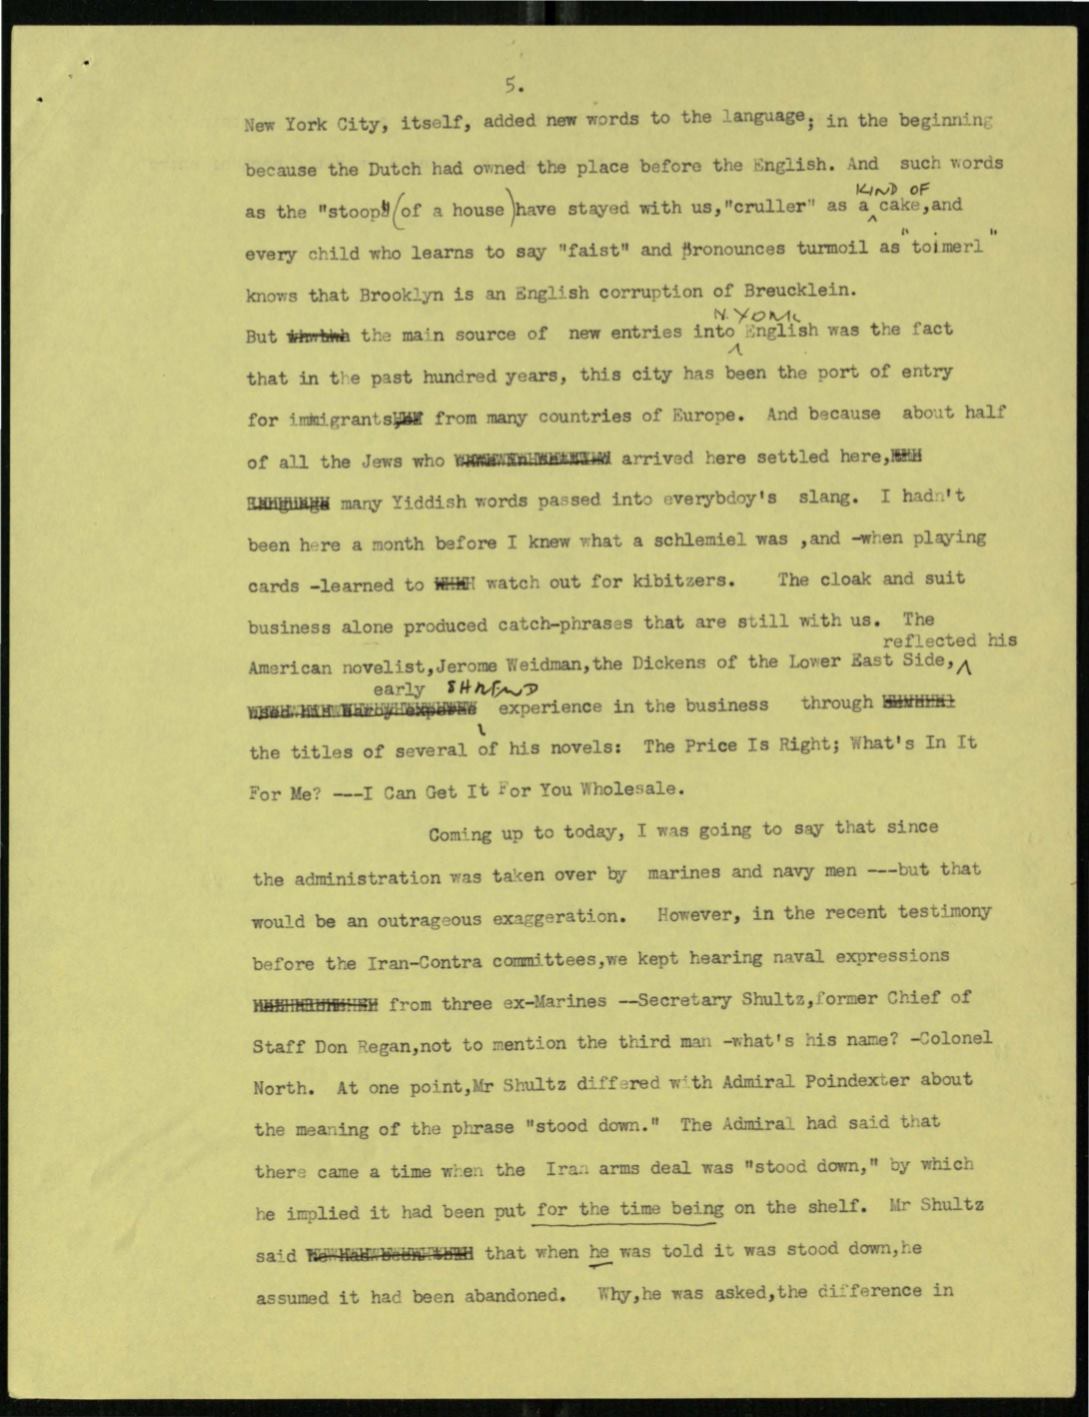 5.
New York City, itself, added new words to the language; in the beginning
because the Dutch had owned the place before the English. And such words
KIND OF
as the "stoop" (of a house) have stayed with us,"cruller" as a cake,and
every child who learns to say "faist" and pronounces turmoil as "toimerl"
knows that Brooklyn is an English corruption of Breucklein.
But the main source of new entries into English was the fact
that in the past hundred years, this city has been the port of entry
for immigrants from many countries of Europe. And because about half
of all the Jews who arrived here settled here,
many Yiddish words passed into everybdoy's slang. I hadn't
been here a month before I knew what a schlemiel was ,and -when playing
cards -learned to watch out for kibitzers. The cloak and suit
business alone produced catch-phrases that are still with us. The
reflected his
American novelist,Jerome Weidman,the Dickens of the Lower East Side,
early SHREWD
experience in the business through
the titles of several of his novels: The Price Is Right; What's In It
For Me? ---I Can Get It For You Wholesale.
Coming up to today, I was going to say that since
the administration was taken over by marines and navy men ---but that
would be an outrageous exaggeration. However, in the recent testimony
before the Iran-Contra committees,we kept hearing naval expressions
from three ex-Marines --Secretary Shultz,former Chief of
Staff Don Regan,not to mention the third man -what's his name? -Colonel
North. At one point,Mr Shultz differed with Admiral Poindexter about
the meaning of the phrase "stood down." The Admiral had said that
there came a time when the Iran arms deal was "stood down," by which
he implied it had been put for the time being on the shelf. Mr Shultz
said that when he was told it was stood down,he
assumed it had been abandoned. Why,he was asked,the difference in